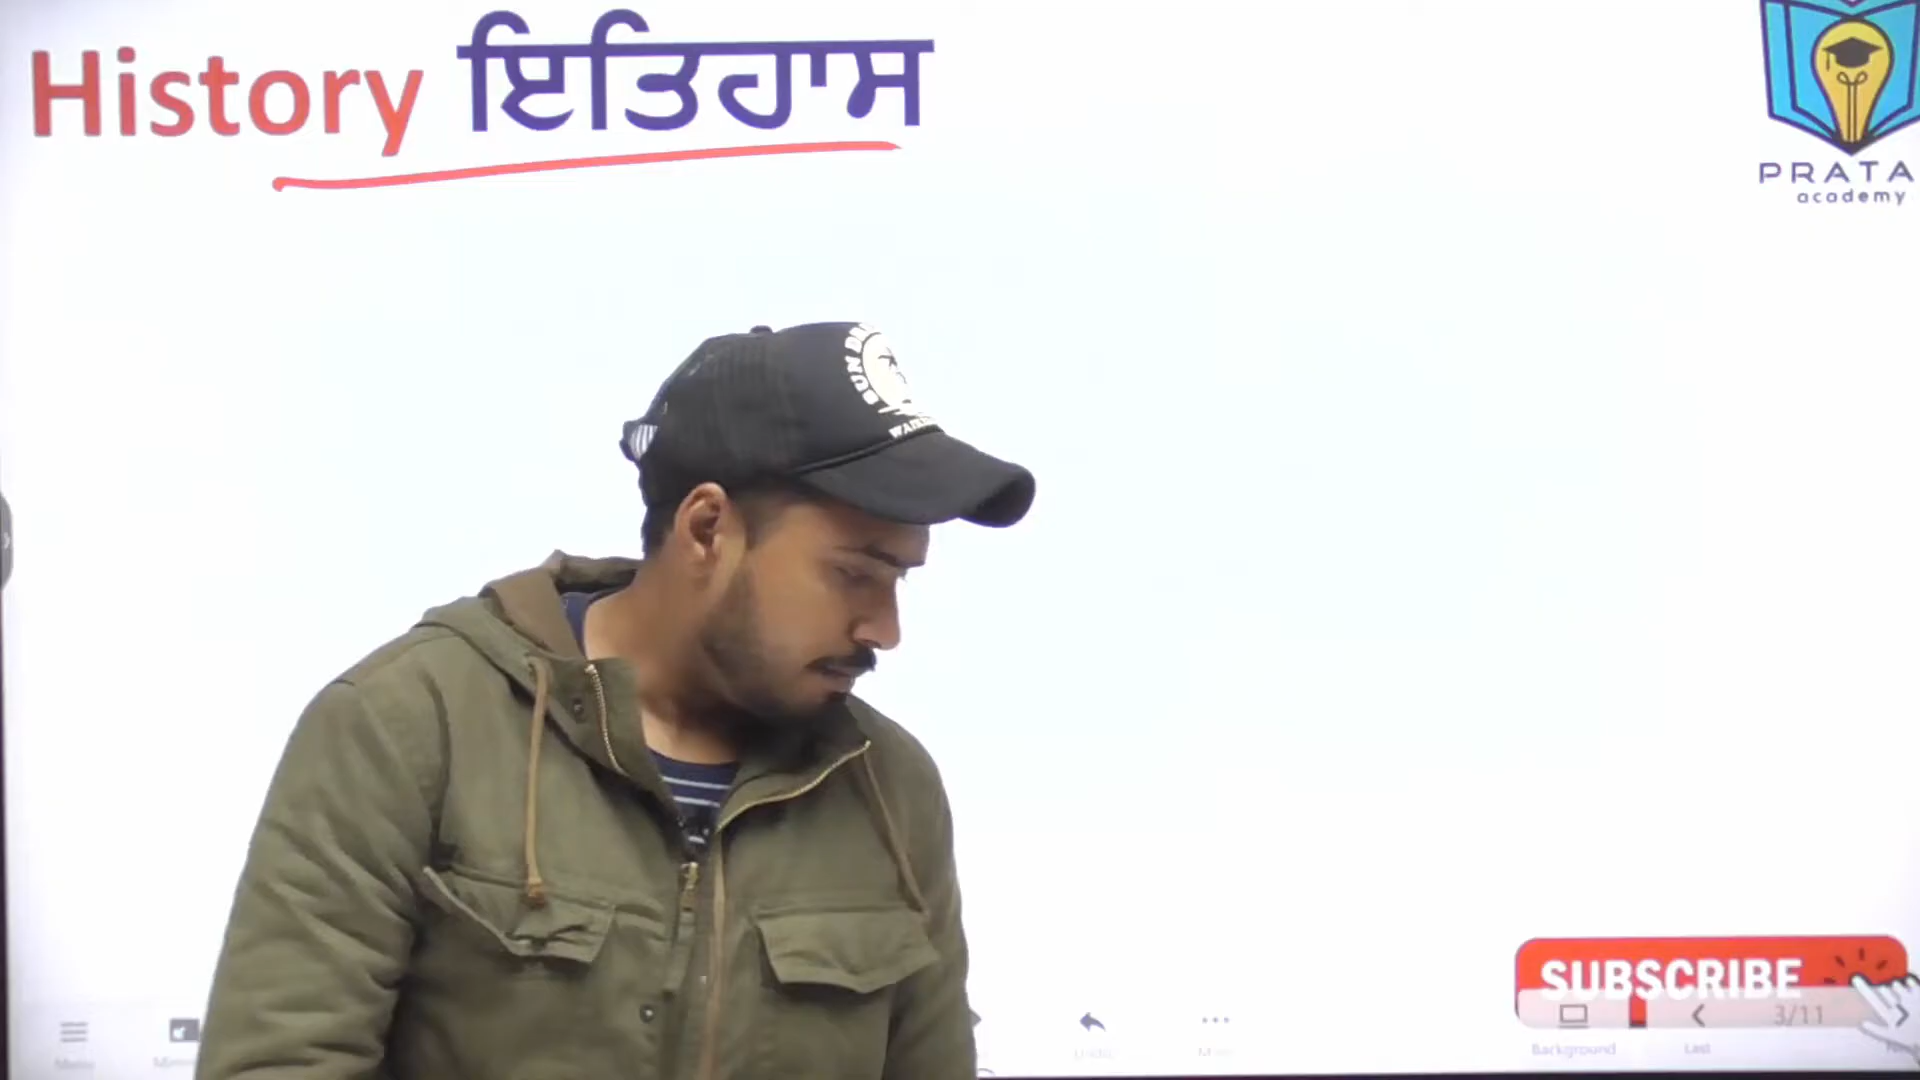 History ਇਤਿਹਾਸ
PRATA
academy
SUBSCRIBE
3/11
Background
Last